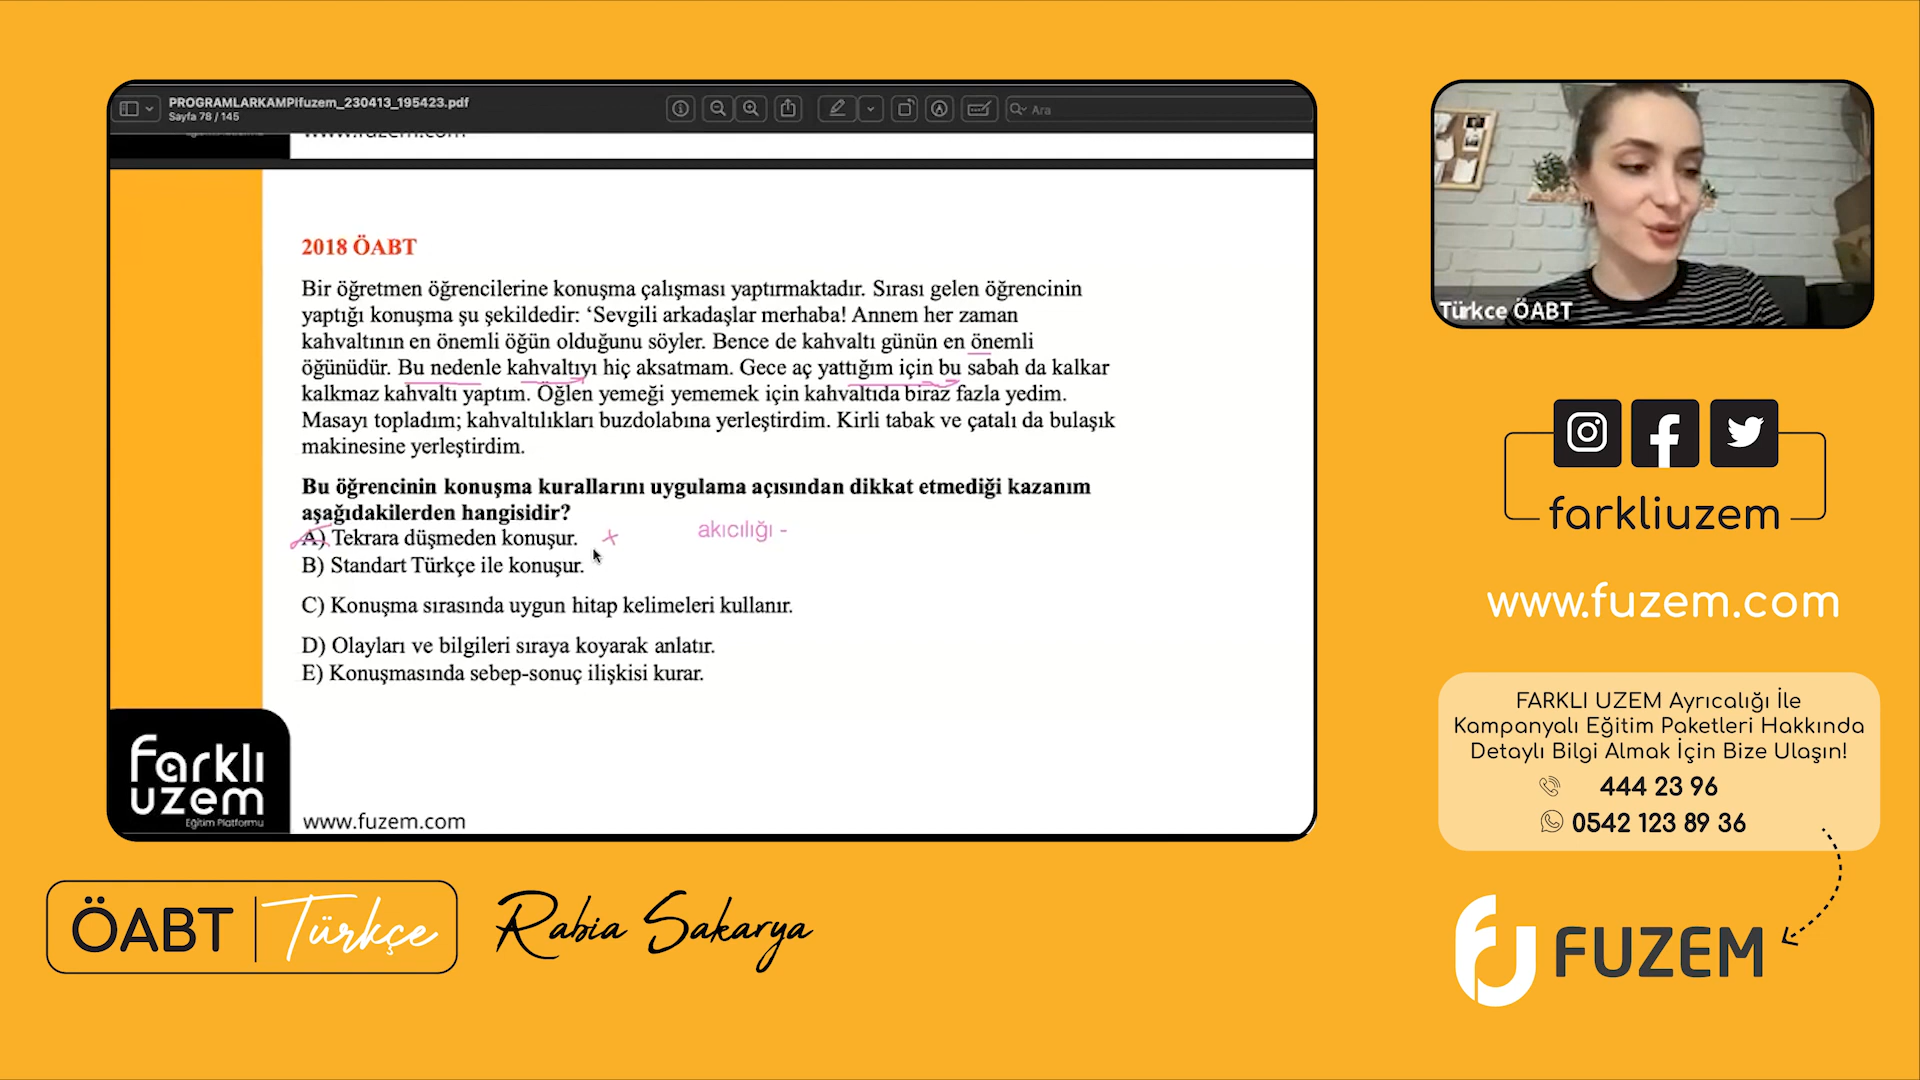 PROGRAMLARKAMPIfuzem_230413_195423.pdf
Sayfa 78 / 145
Ara
www.fuzem.com
2018 ÖABT
Bir öğretmen öğrencilerine konuşma çalışması yaptırmaktadır. Sırası gelen öğrencinin
yaptığı konuşma şu şekildedir: ‘Sevgili arkadaşlar merhaba! Annem her zaman
kahvaltının en önemli öğün olduğunu söyler. Bence de kahvaltı günün en önemli
öğünüdür. Bu nedenle kahvaltıyı hiç aksatmam. Gece aç yattığım için bu sabah da kalkar
kalkmaz kahvaltı yaptım. Öğlen yemeği yememek için kahvaltıda biraz fazla yedim.
Masayı topladım; kahvaltılıkları buzdolabına yerleştirdim. Kirli tabak ve çatalı da bulaşık
makinesine yerleştirdim.
Bu öğrencinin konuşma kurallarını uygulama açısından dikkat etmediği kazanım
aşağıdakilerden hangisidir?
akıcılığı -
A) Tekrara düşmeden konuşur. x
B) Standart Türkçe ile konuşur.
C) Konuşma sırasında uygun hitap kelimeleri kullanır.
D) Olayları ve bilgileri sıraya koyarak anlatır.
E) Konuşmasında sebep-sonuç ilişkisi kurar.
farklı
uzem
Eğitim Platformu
www.fuzem.com
Türkce ÖABT
farkliuzem
www.fuzem.com
FARKLI UZEM Ayrıcalığı İle
Kampanyalı Eğitim Paketleri Hakkında
Detaylı Bilgi Almak İçin Bize Ulaşın!
444 23 96
0542 123 89 36
ÖABT Türkçe
Rabia Sakarya
FUZEM